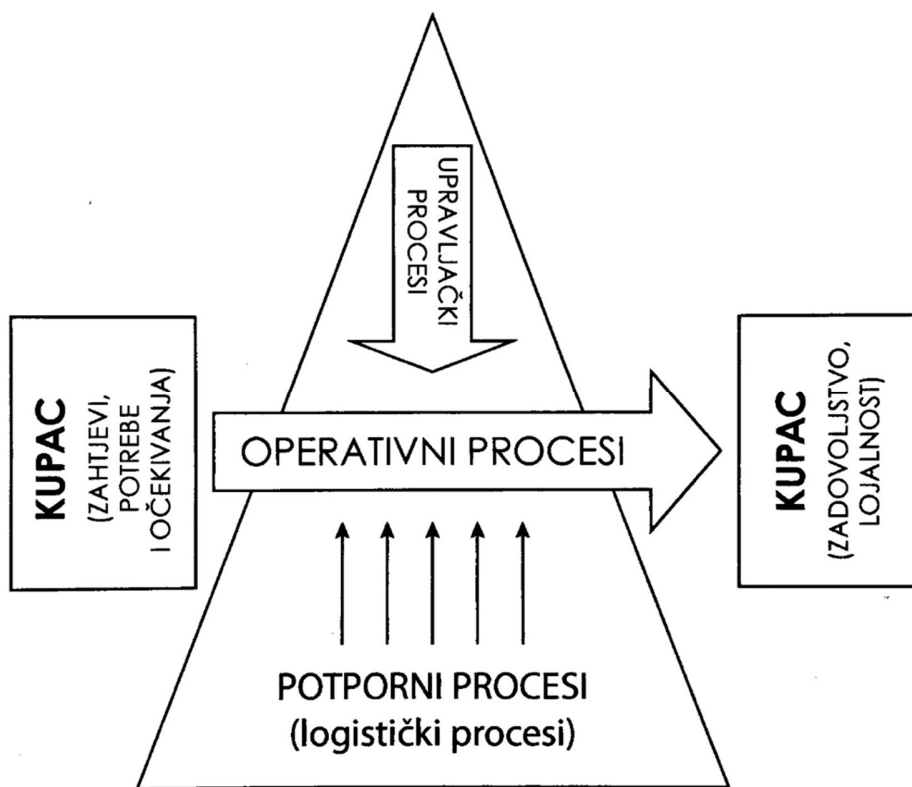 UPRAVLJAČKI
PROCESI
KUPAC
(ZAHTJEVI,
POTREBE
I OČEKIVANJA)
OPERATIVNI PROCESI
KUPAC
(ZADOVOLJSTVO,
LOJALNOST)
POTPORNI PROCESI
(logistički procesi)